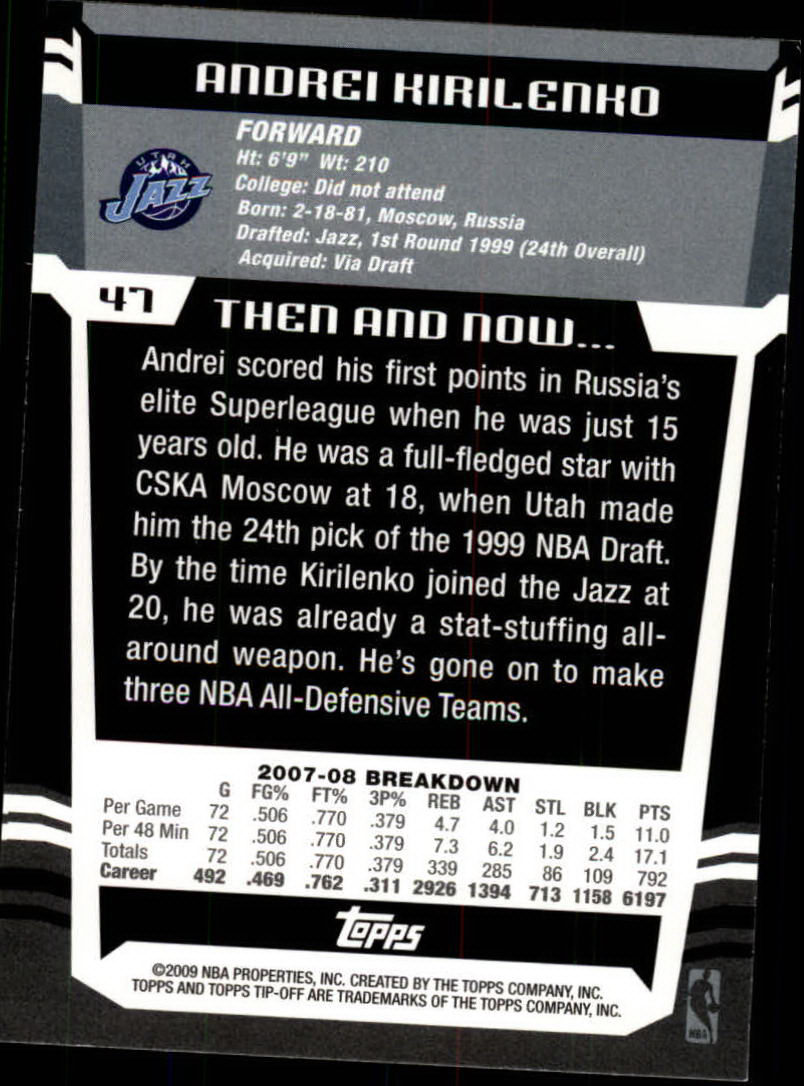 ANDREI KIRILENKO
UTAH
JAZZ
FORWARD
Ht: 6'9" Wt: 210
College: Did not attend
Born: 2-18-81, Moscow, Russia
Drafted: Jazz, 1st Round 1999 (24th Overall)
Acquired: Via Draft
47
THEN AND NOW...
Andrei scored his first points in Russia's
elite Superleague when he was just 15
years old. He was a full-fledged star with
CSKA Moscow at 18, when Utah made
him the 24th pick of the 1999 NBA Draft.
By the time Kirilenko joined the Jazz at
20, he was already a stat-stuffing all-
around weapon. He's gone on to make
three NBA All-Defensive Teams.
2007-08 BREAKDOWN
G FG% FT% 3P% REB AST STL BLK PTS
Per Game 72 .506 .770 .379 4.7 4.0 1.2 1.5 11.0
Per 48 Min 72 .506 .770 .379 7.3 6.2 1.9 2.4 17.1
Totals 72 .506 .770 .379 339 285 86 109 792
Career 492 .469 .762 .311 2926 1394 713 1158 6197
topps
©2009 NBA PROPERTIES, INC. CREATED BY THE TOPPS COMPANY, INC.
TOPPS AND TOPPS TIP-OFF ARE TRADEMARKS OF THE TOPPS COMPANY, INC.
NBA